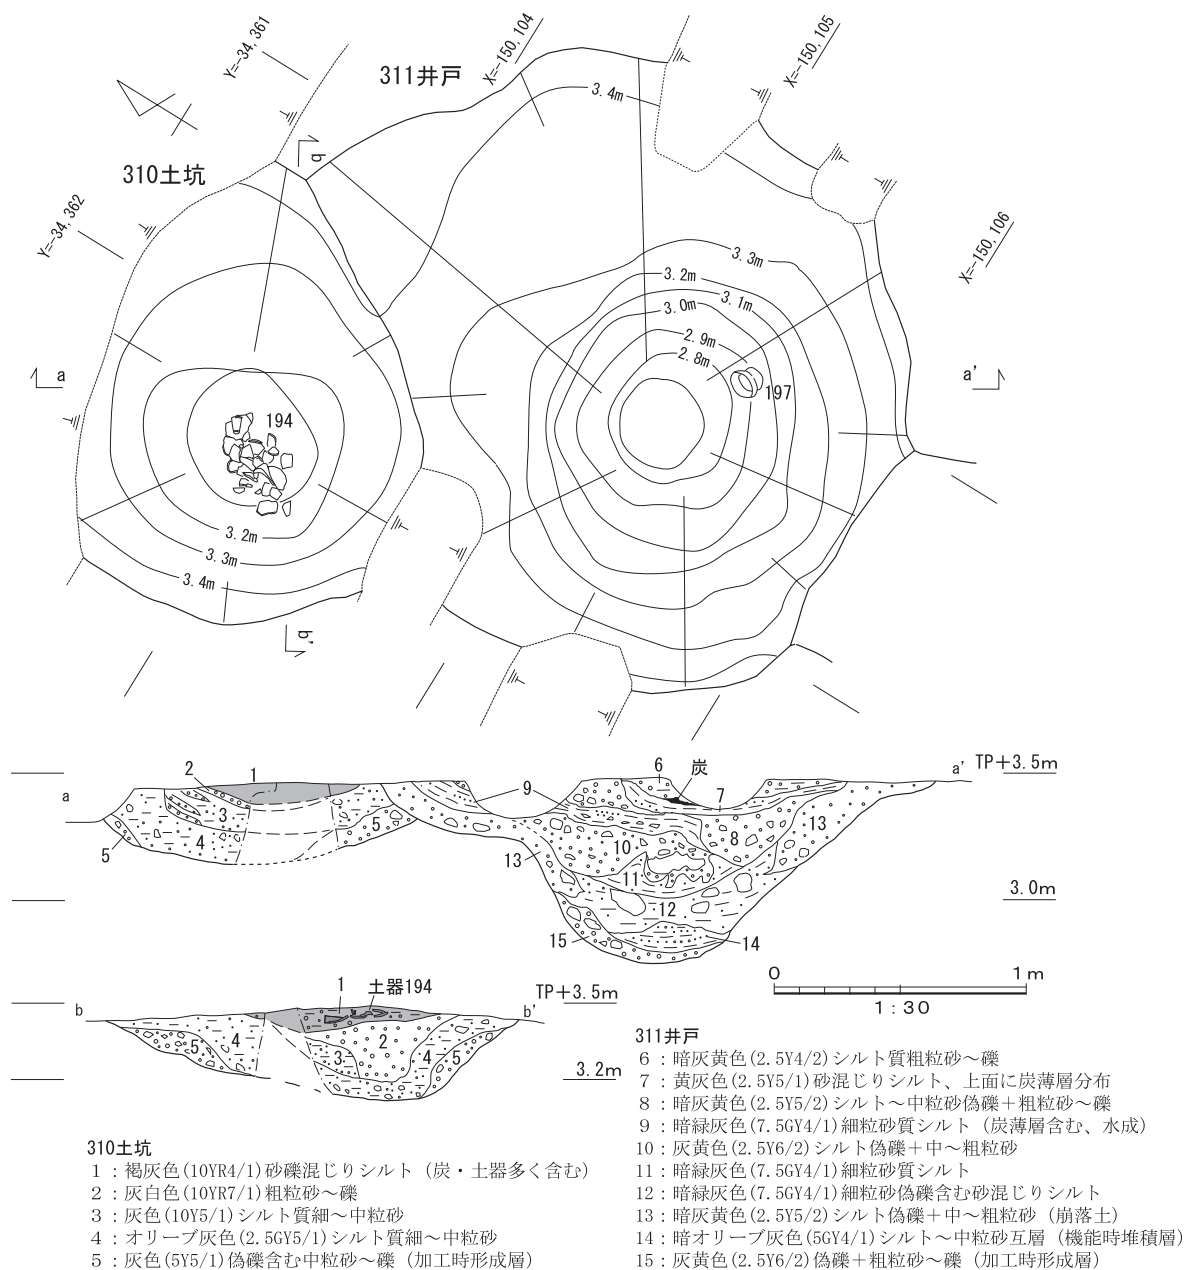 Y=-34,361
311井戸
X=-150,104
X=-150,105
3.4m
310土坑
b
Y=-34,362
X=-150,106
3.3m
3.2m
3.1m
3.0m
2.9m
2.8m
a
a'
197
194
3.2m
3.3m
3.4m
b'
2
1
6
炭
a'
TP+3.5m
a
9
7
3
5
4
8
13
5
10
13
11
3.0m
12
15
14
0
1m
1:30
1
土器194
TP+3.5m
b
b'
5
4
2
3
4
5
3.2m
310土坑
1：褐灰色(10YR4/1)砂礫混じりシルト（炭・土器多く含む）
2：灰白色(10YR7/1)粗粒砂～礫
3：灰色(10Y5/1)シルト質細～中粒砂
4：オリーブ灰色(2.5GY5/1)シルト質細～中粒砂
5：灰色(5Y5/1)偽礫含む中粒砂～礫（加工時形成層）
311井戸
6：暗灰黄色(2.5Y4/2)シルト質粗粒砂～礫
7：黄灰色(2.5Y5/1)砂混じりシルト、上面に炭薄層分布
8：暗灰黄色(2.5Y5/2)シルト～中粒砂偽礫＋粗粒砂～礫
9：暗緑灰色(7.5GY4/1)細粒砂質シルト（炭薄層含む、水成）
10：灰黄色(2.5Y6/2)シルト偽礫＋中～粗粒砂
11：暗緑灰色(7.5GY4/1)細粒砂質シルト
12：暗緑灰色(7.5GY4/1)細粒砂偽礫含む砂混じりシルト
13：暗灰黄色(2.5Y5/2)シルト偽礫＋中～粗粒砂（崩落土）
14：暗オリーブ灰色(5GY4/1)シルト～中粒砂互層（機能時堆積層）
15：灰黄色(2.5Y6/2)偽礫＋粗粒砂～礫（加工時形成層）